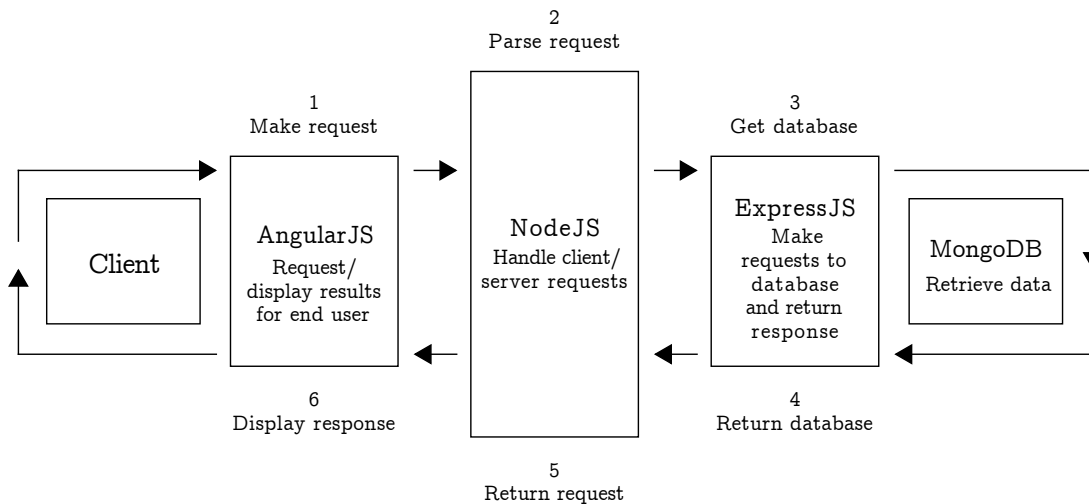 2
Parse request
1
Make request
3
Get database
Client
AngularJS
Request/
display results
for end user
NodeJS
Handle client/
server requests
ExpressJS
Make
requests to
database
and return
response
MongoDB
Retrieve data
6
Display response
4
Return database
5
Return request